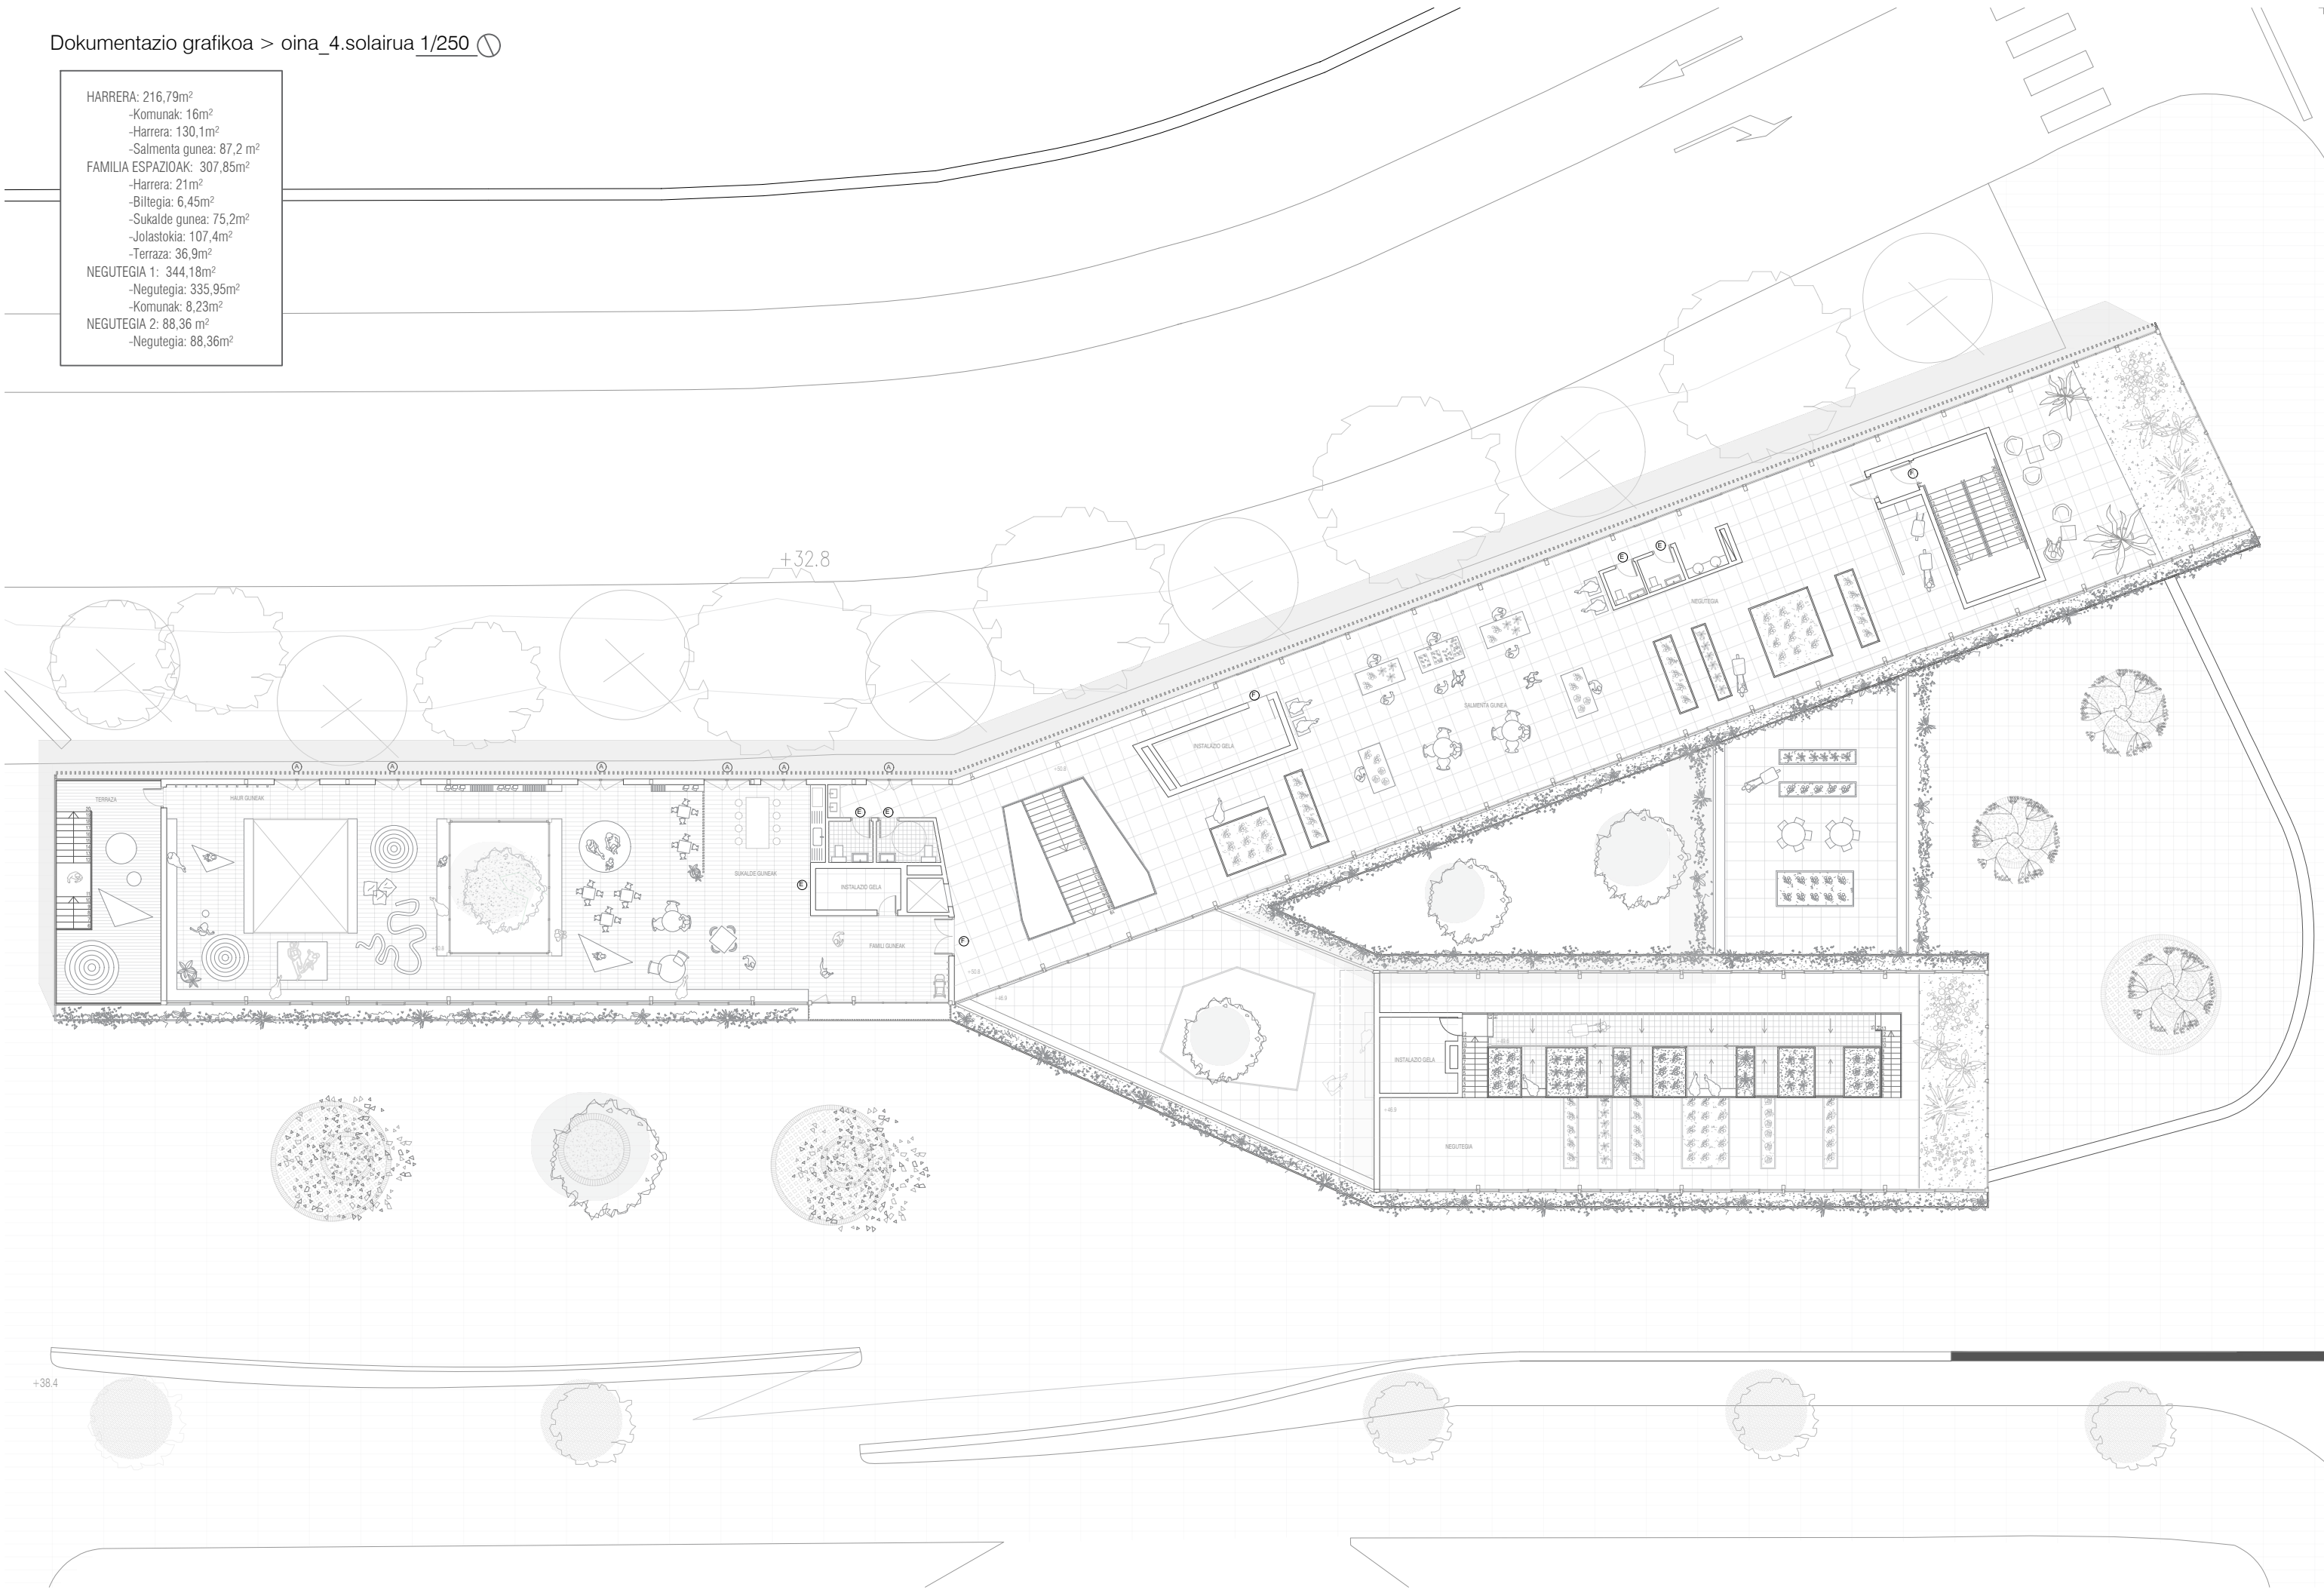 Dokumentazio grafikoa > oina_4.solairua 1/250
HARRERA: 216,79m²
-Komunak: 16m²
-Harrera: 130,1m²
-Salmenta gunea: 87,2 m²
FAMILIA ESPAZIOAK: 307,85m²
-Harrera: 21m²
-Biltegia: 6,45m²
-Sukalde gunea: 75,2m²
-Jolastokia: 107,4m²
-Terraza: 36,9m²
NEGUTEGIA 1: 344,18m²
-Negutegia: 335,95m²
-Komunak: 8,23m²
NEGUTEGIA 2: 88,36 m²
-Negutegia: 88,36m²
+32.8
F
E
E
NEGUTEGIA
F
SALMENTA GUNEA
INSTALAZIO GELA
A
A
A
A
A
A
TERRAZA
HAUR GUNEAK
E
E
SUKALDE GUNEAK
E
INSTALAZIO GELA
FAMILI GUNEAK
F
INSTALAZIO GELA
NEGUTEGIA
+38.4